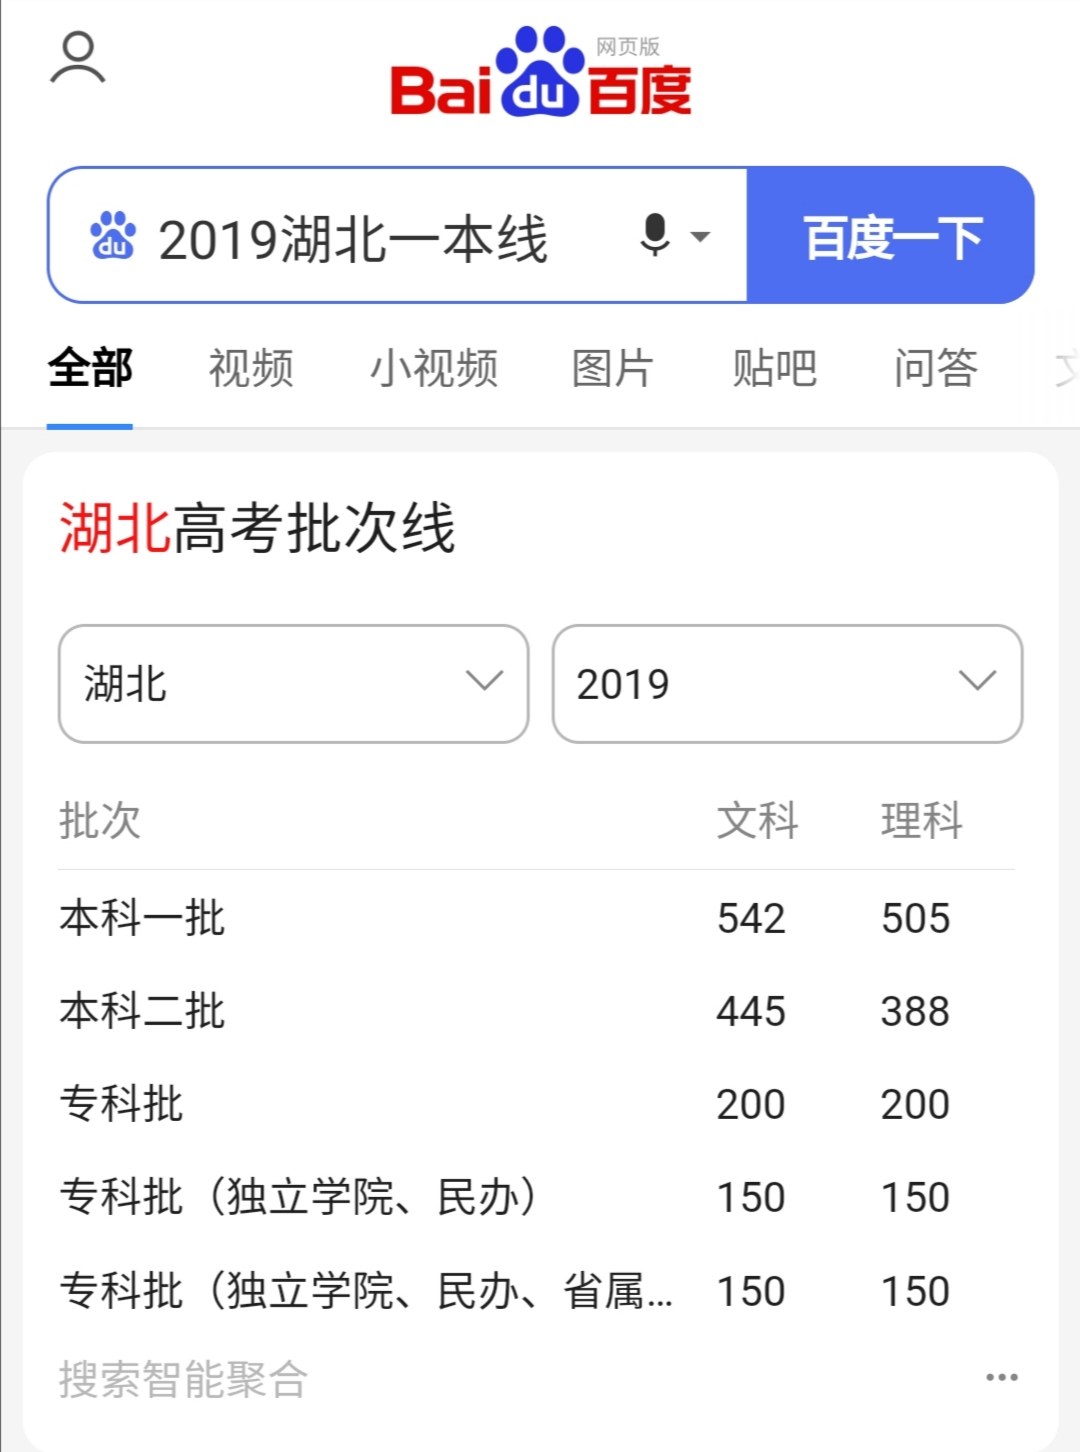 网页版
Bai du 百度
du 2019湖北一本线 百度一下
全部 视频 小视频 图片 贴吧 问答
湖北高考批次线
湖北 2019
批次 文科 理科
本科一批 542 505
本科二批 445 388
专科批 200 200
专科批（独立学院、民办） 150 150
专科批（独立学院、民办、省属... 150 150
搜索智能聚合